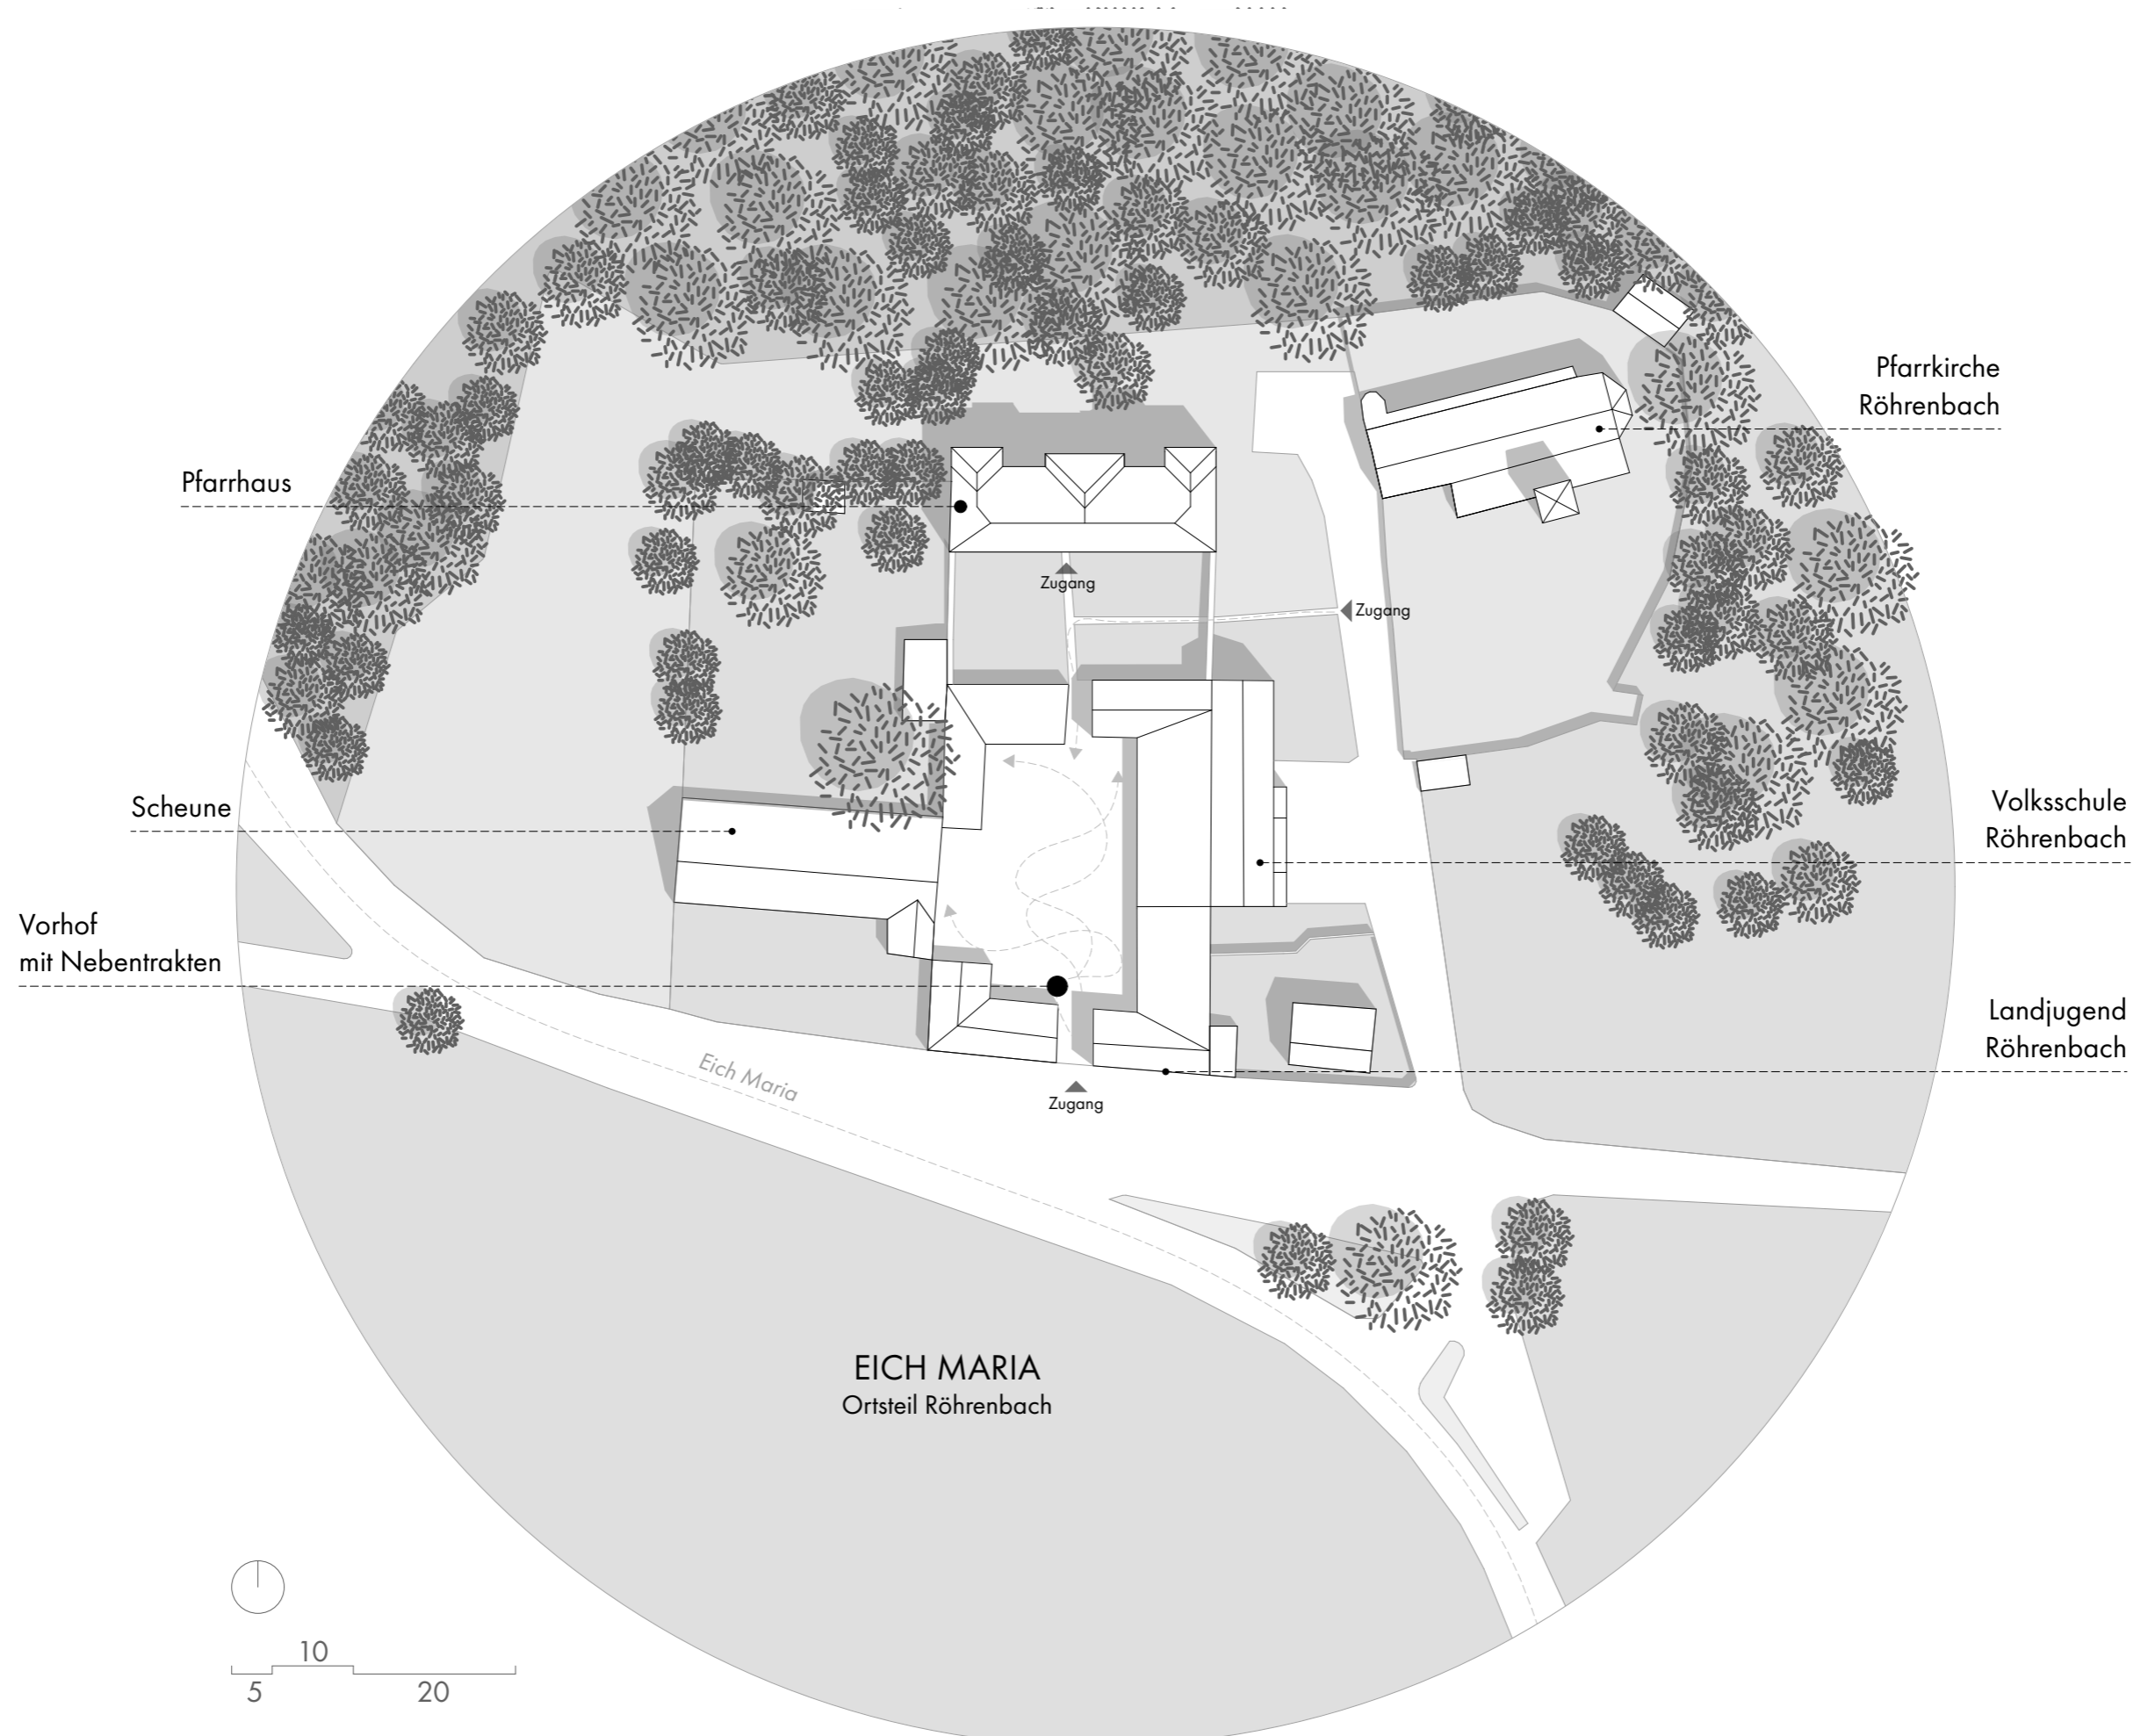 Pfarrkirche
Röhrenbach
Pfarrhaus
Zugang
Zugang
Scheune
Volksschule
Röhrenbach
Vorhof
mit Nebentrakten
Landjugend
Röhrenbach
Eich Maria
Zugang
EICH MARIA
Ortsteil Röhrenbach
10
5
20